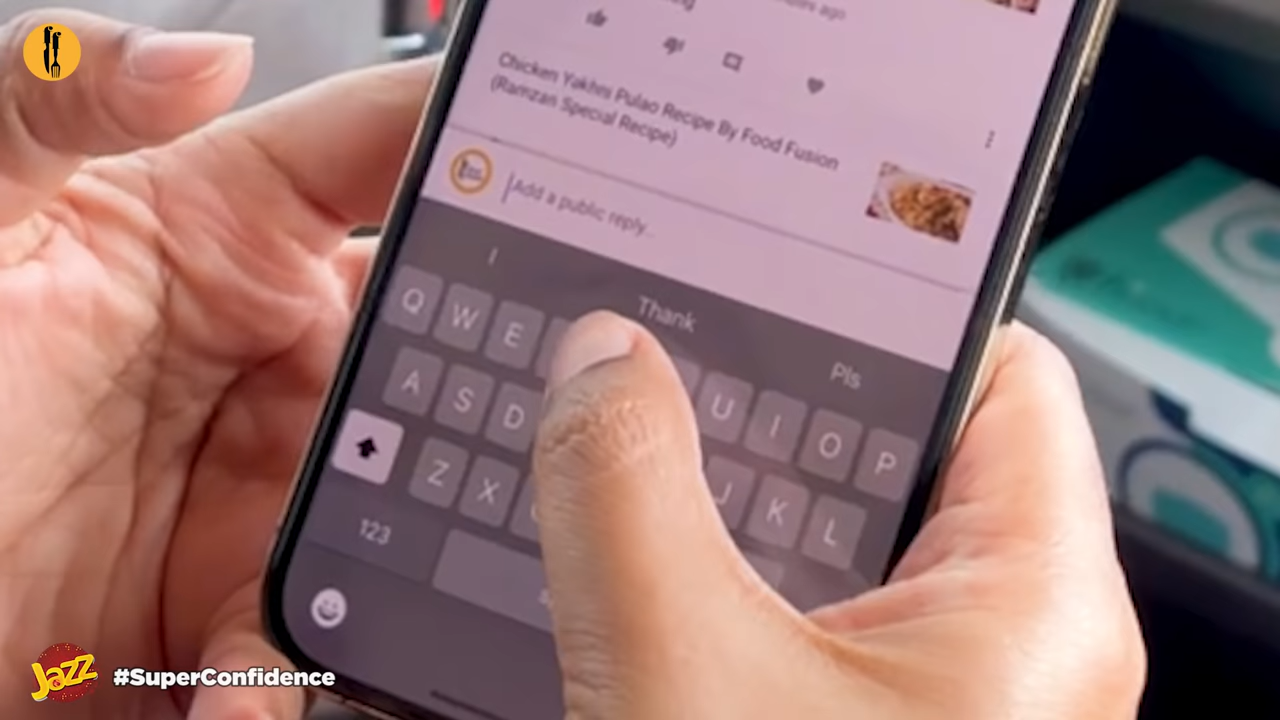 Chicken Yakhni Pulao Recipe By Food Fusion
(Ramzan Special Recipe)
Add a public reply...
I
Thank
Pls
Q W E U I O P
A S D J K L
Z X
123
Jazz
#SuperConfidence